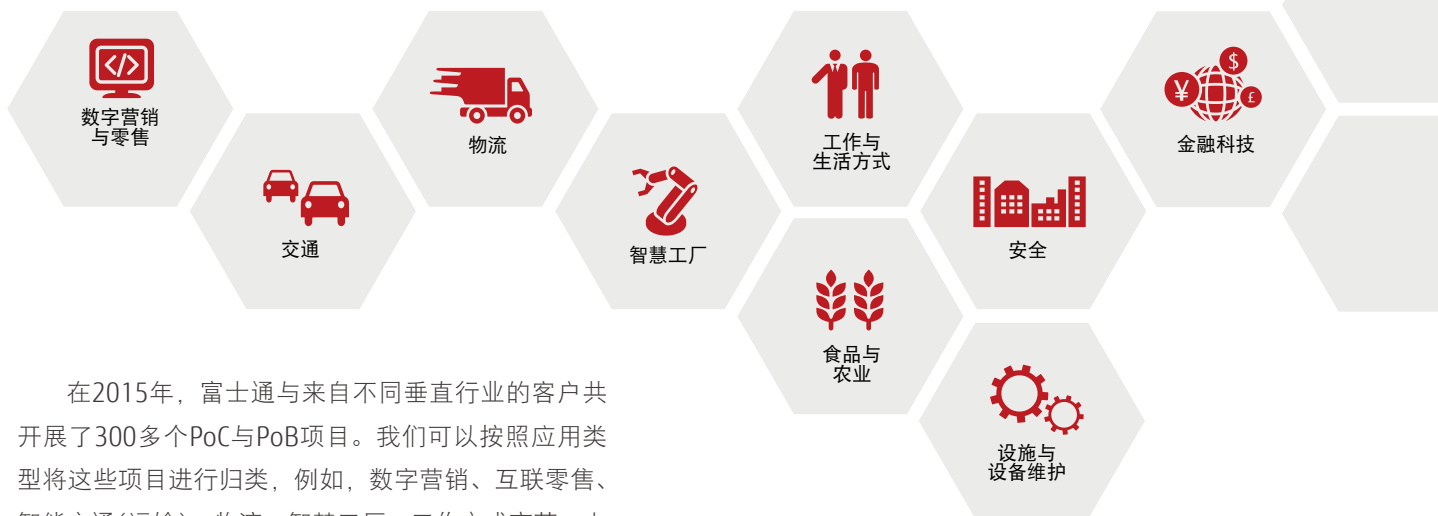 </>
数字营销
与零售
交通
物流
智慧工厂
工作与
生活方式
食品与
农业
安全
设施与
设备维护
¥
$
£
金融科技
在2015年，富士通与来自不同垂直行业的客户共
开展了300多个PoC与PoB项目。我们可以按照应用类
型将这些项目进行归类，例如，数字营销、互联零售、